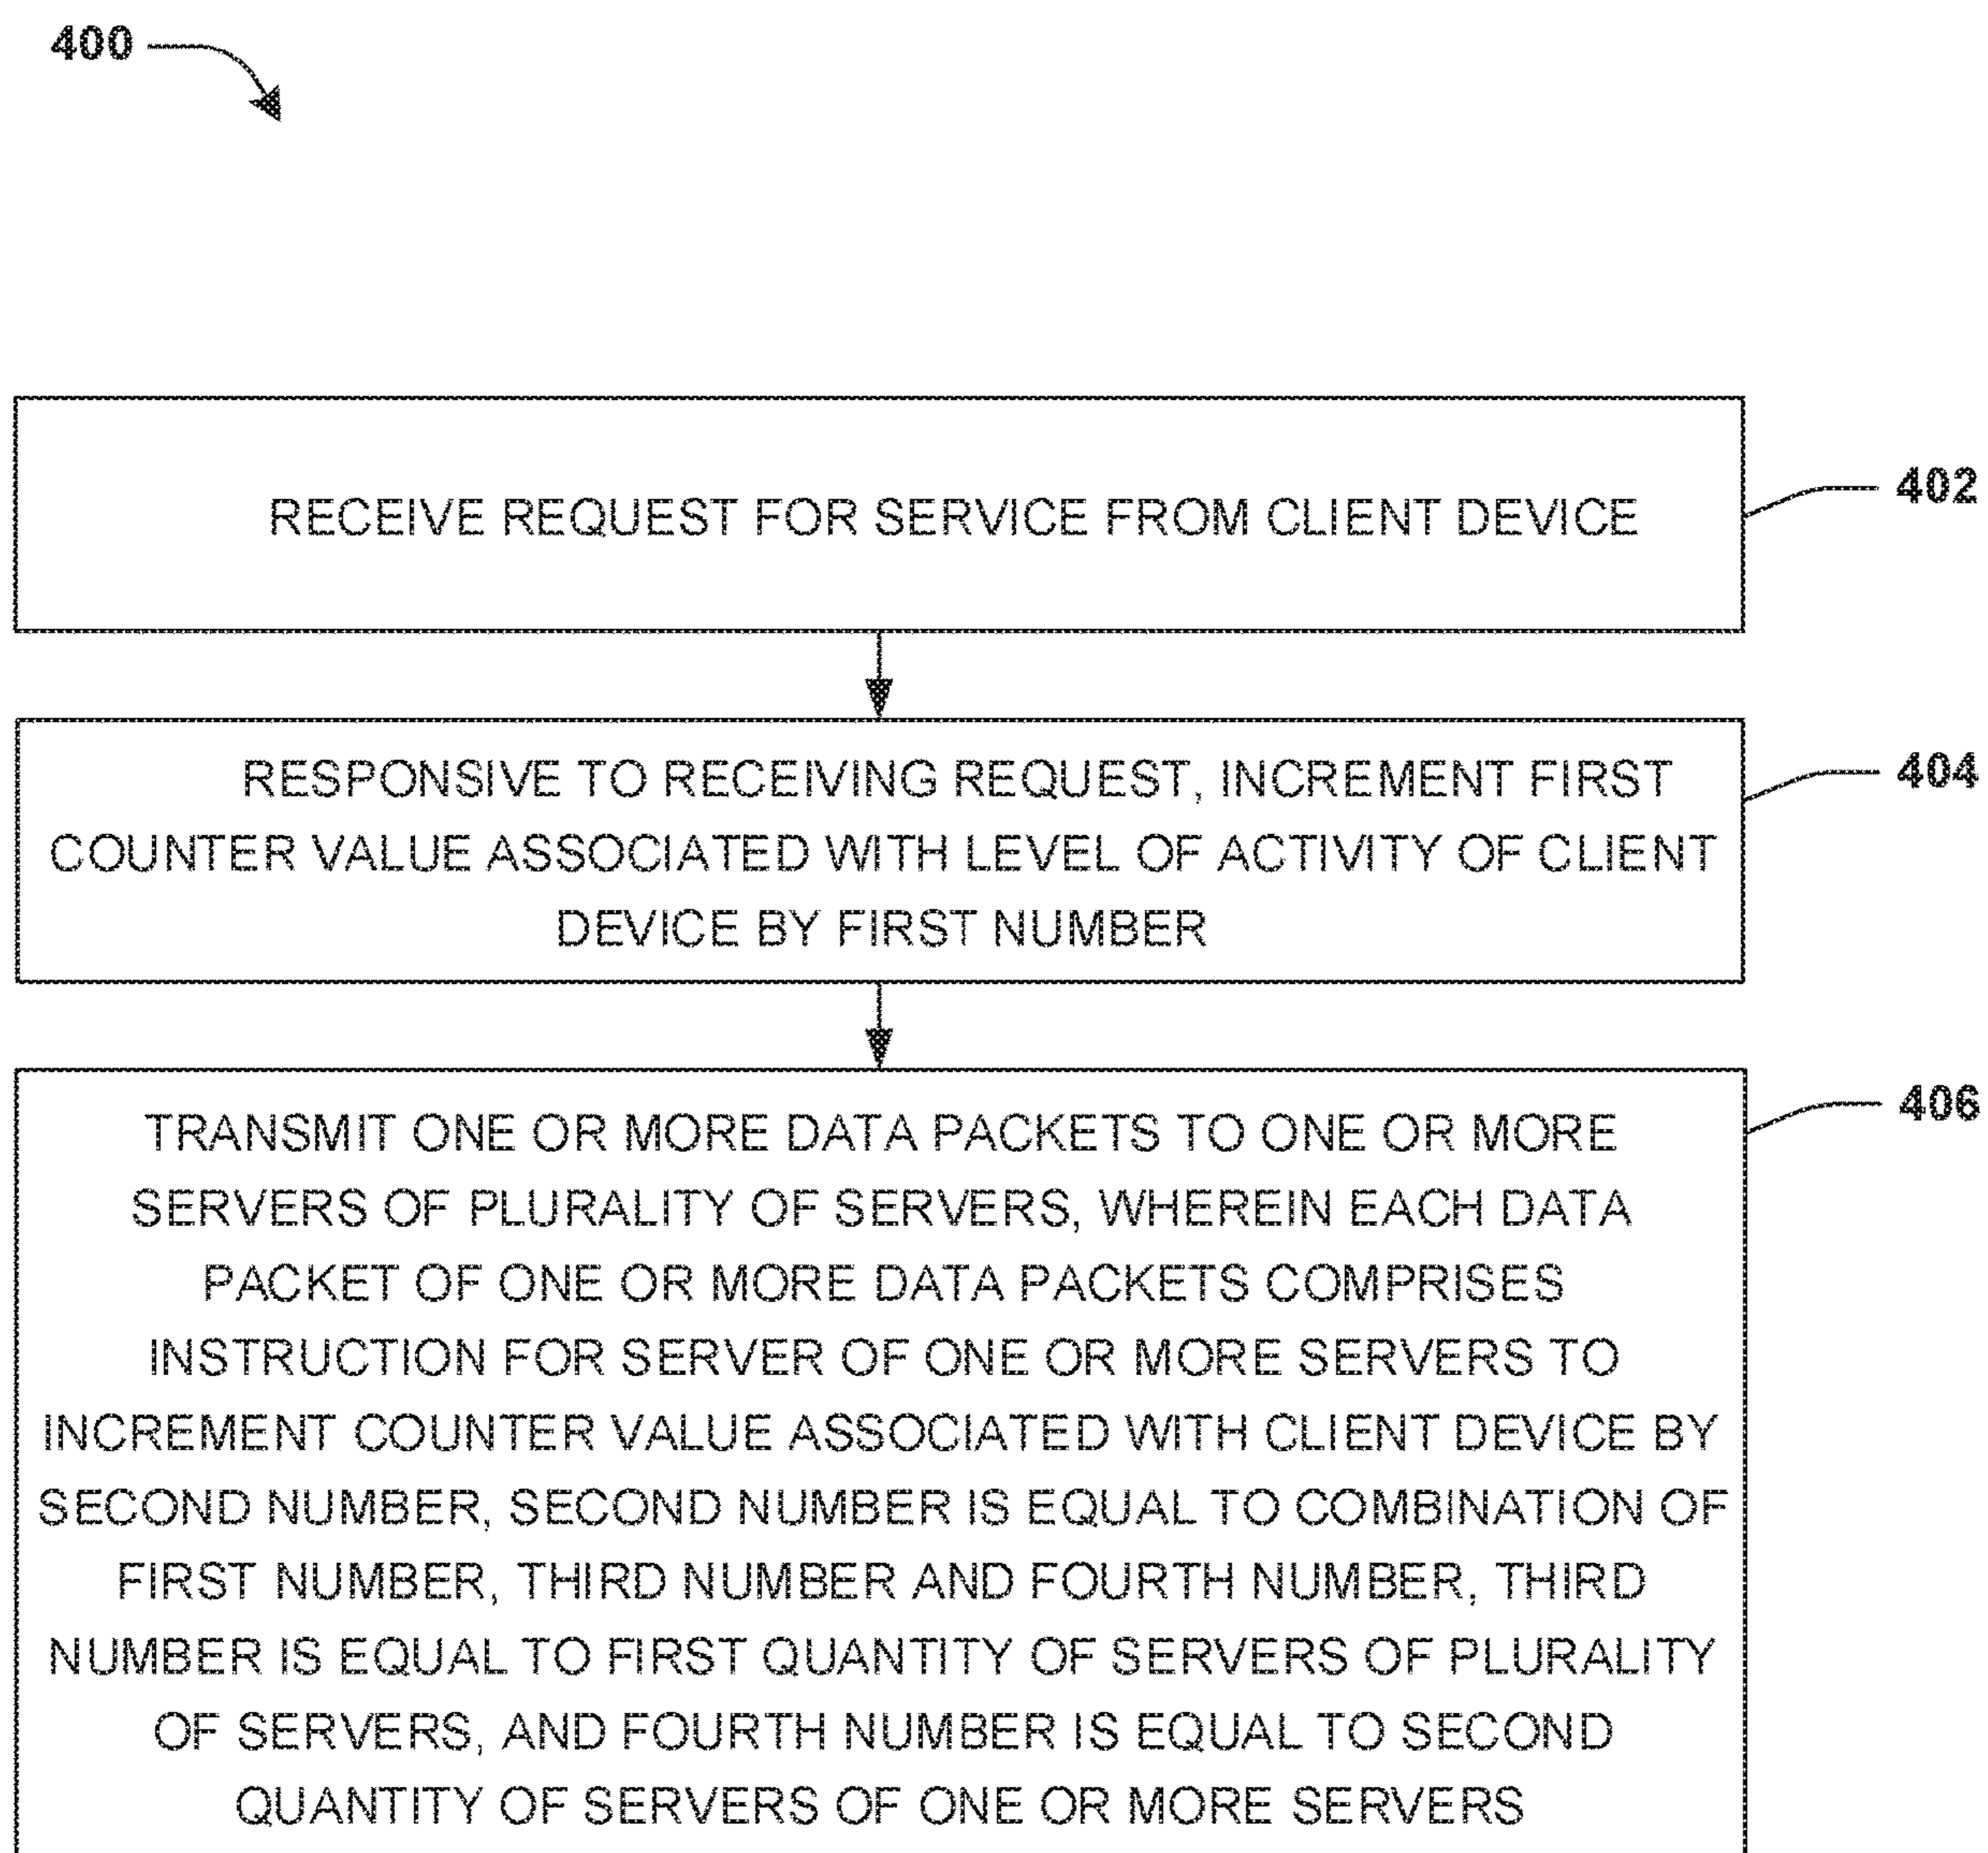 400
RECEIVE REQUEST FOR SERVICE FROM CLIENT DEVICE
402
RESPONSIVE TO RECEIVING REQUEST, INCREMENT FIRST
COUNTER VALUE ASSOCIATED WITH LEVEL OF ACTIVITY OF CLIENT
DEVICE BY FIRST NUMBER
404
TRANSMIT ONE OR MORE DATA PACKETS TO ONE OR MORE
SERVERS OF PLURALITY OF SERVERS, WHEREIN EACH DATA
PACKET OF ONE OR MORE DATA PACKETS COMPRISES
INSTRUCTION FOR SERVER OF ONE OR MORE SERVERS TO
INCREMENT COUNTER VALUE ASSOCIATED WITH CLIENT DEVICE BY
SECOND NUMBER, SECOND NUMBER IS EQUAL TO COMBINATION OF
FIRST NUMBER, THIRD NUMBER AND FOURTH NUMBER, THIRD
NUMBER IS EQUAL TO FIRST QUANTITY OF SERVERS OF PLURALITY
OF SERVERS, AND FOURTH NUMBER IS EQUAL TO SECOND
QUANTITY OF SERVERS OF ONE OR MORE SERVERS
406